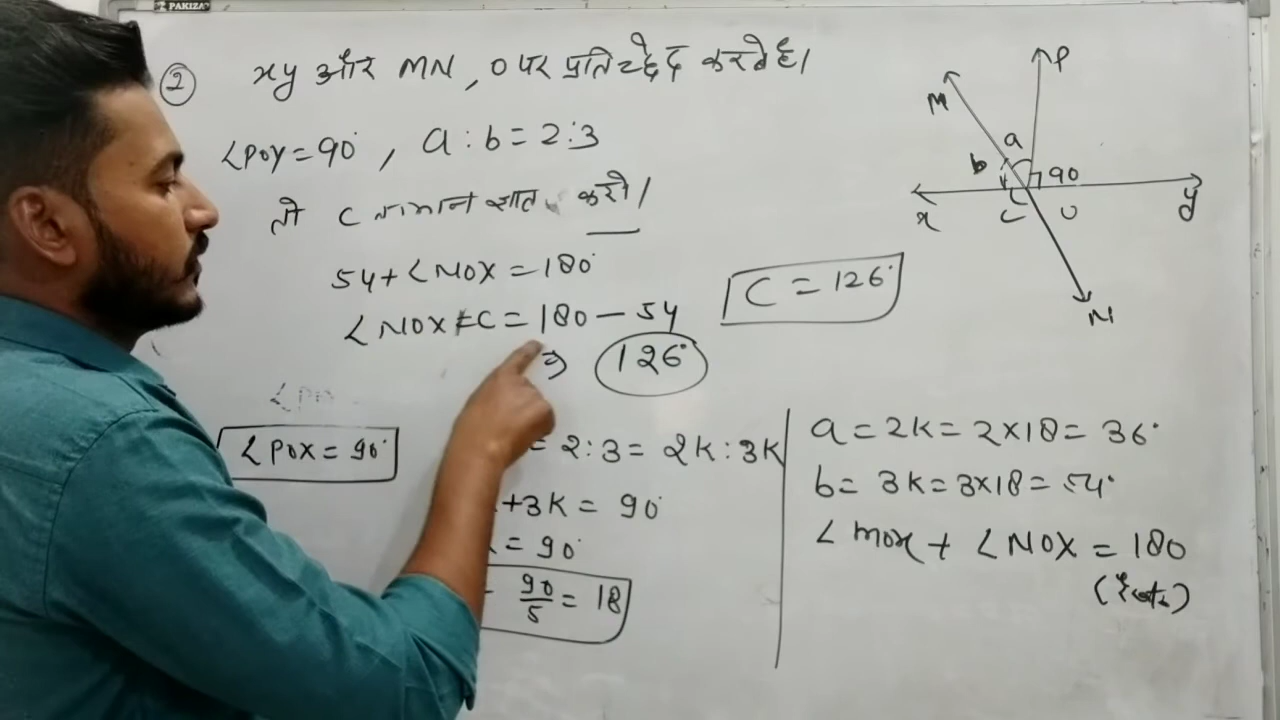 PAKIZA
② xy और MN, O पर प्रतिच्छेद करते है।
∠POY = 90°, a : b = 2 : 3
तो C का मान ज्ञात करो।
54 + ∠NOX = 180°
∠NOX = C = 180 - 54
⇒ 126°
C = 126°
∠POX = 90°
= 2 : 3 = 2K : 3K
+3K = 90°
= 90°
90/5 = 18
a = 2K = 2×18 = 36°
b = 3K = 3×18 = 54°
∠mox + ∠NOX = 180
M
P
a
b
90
x
C
O
y
N